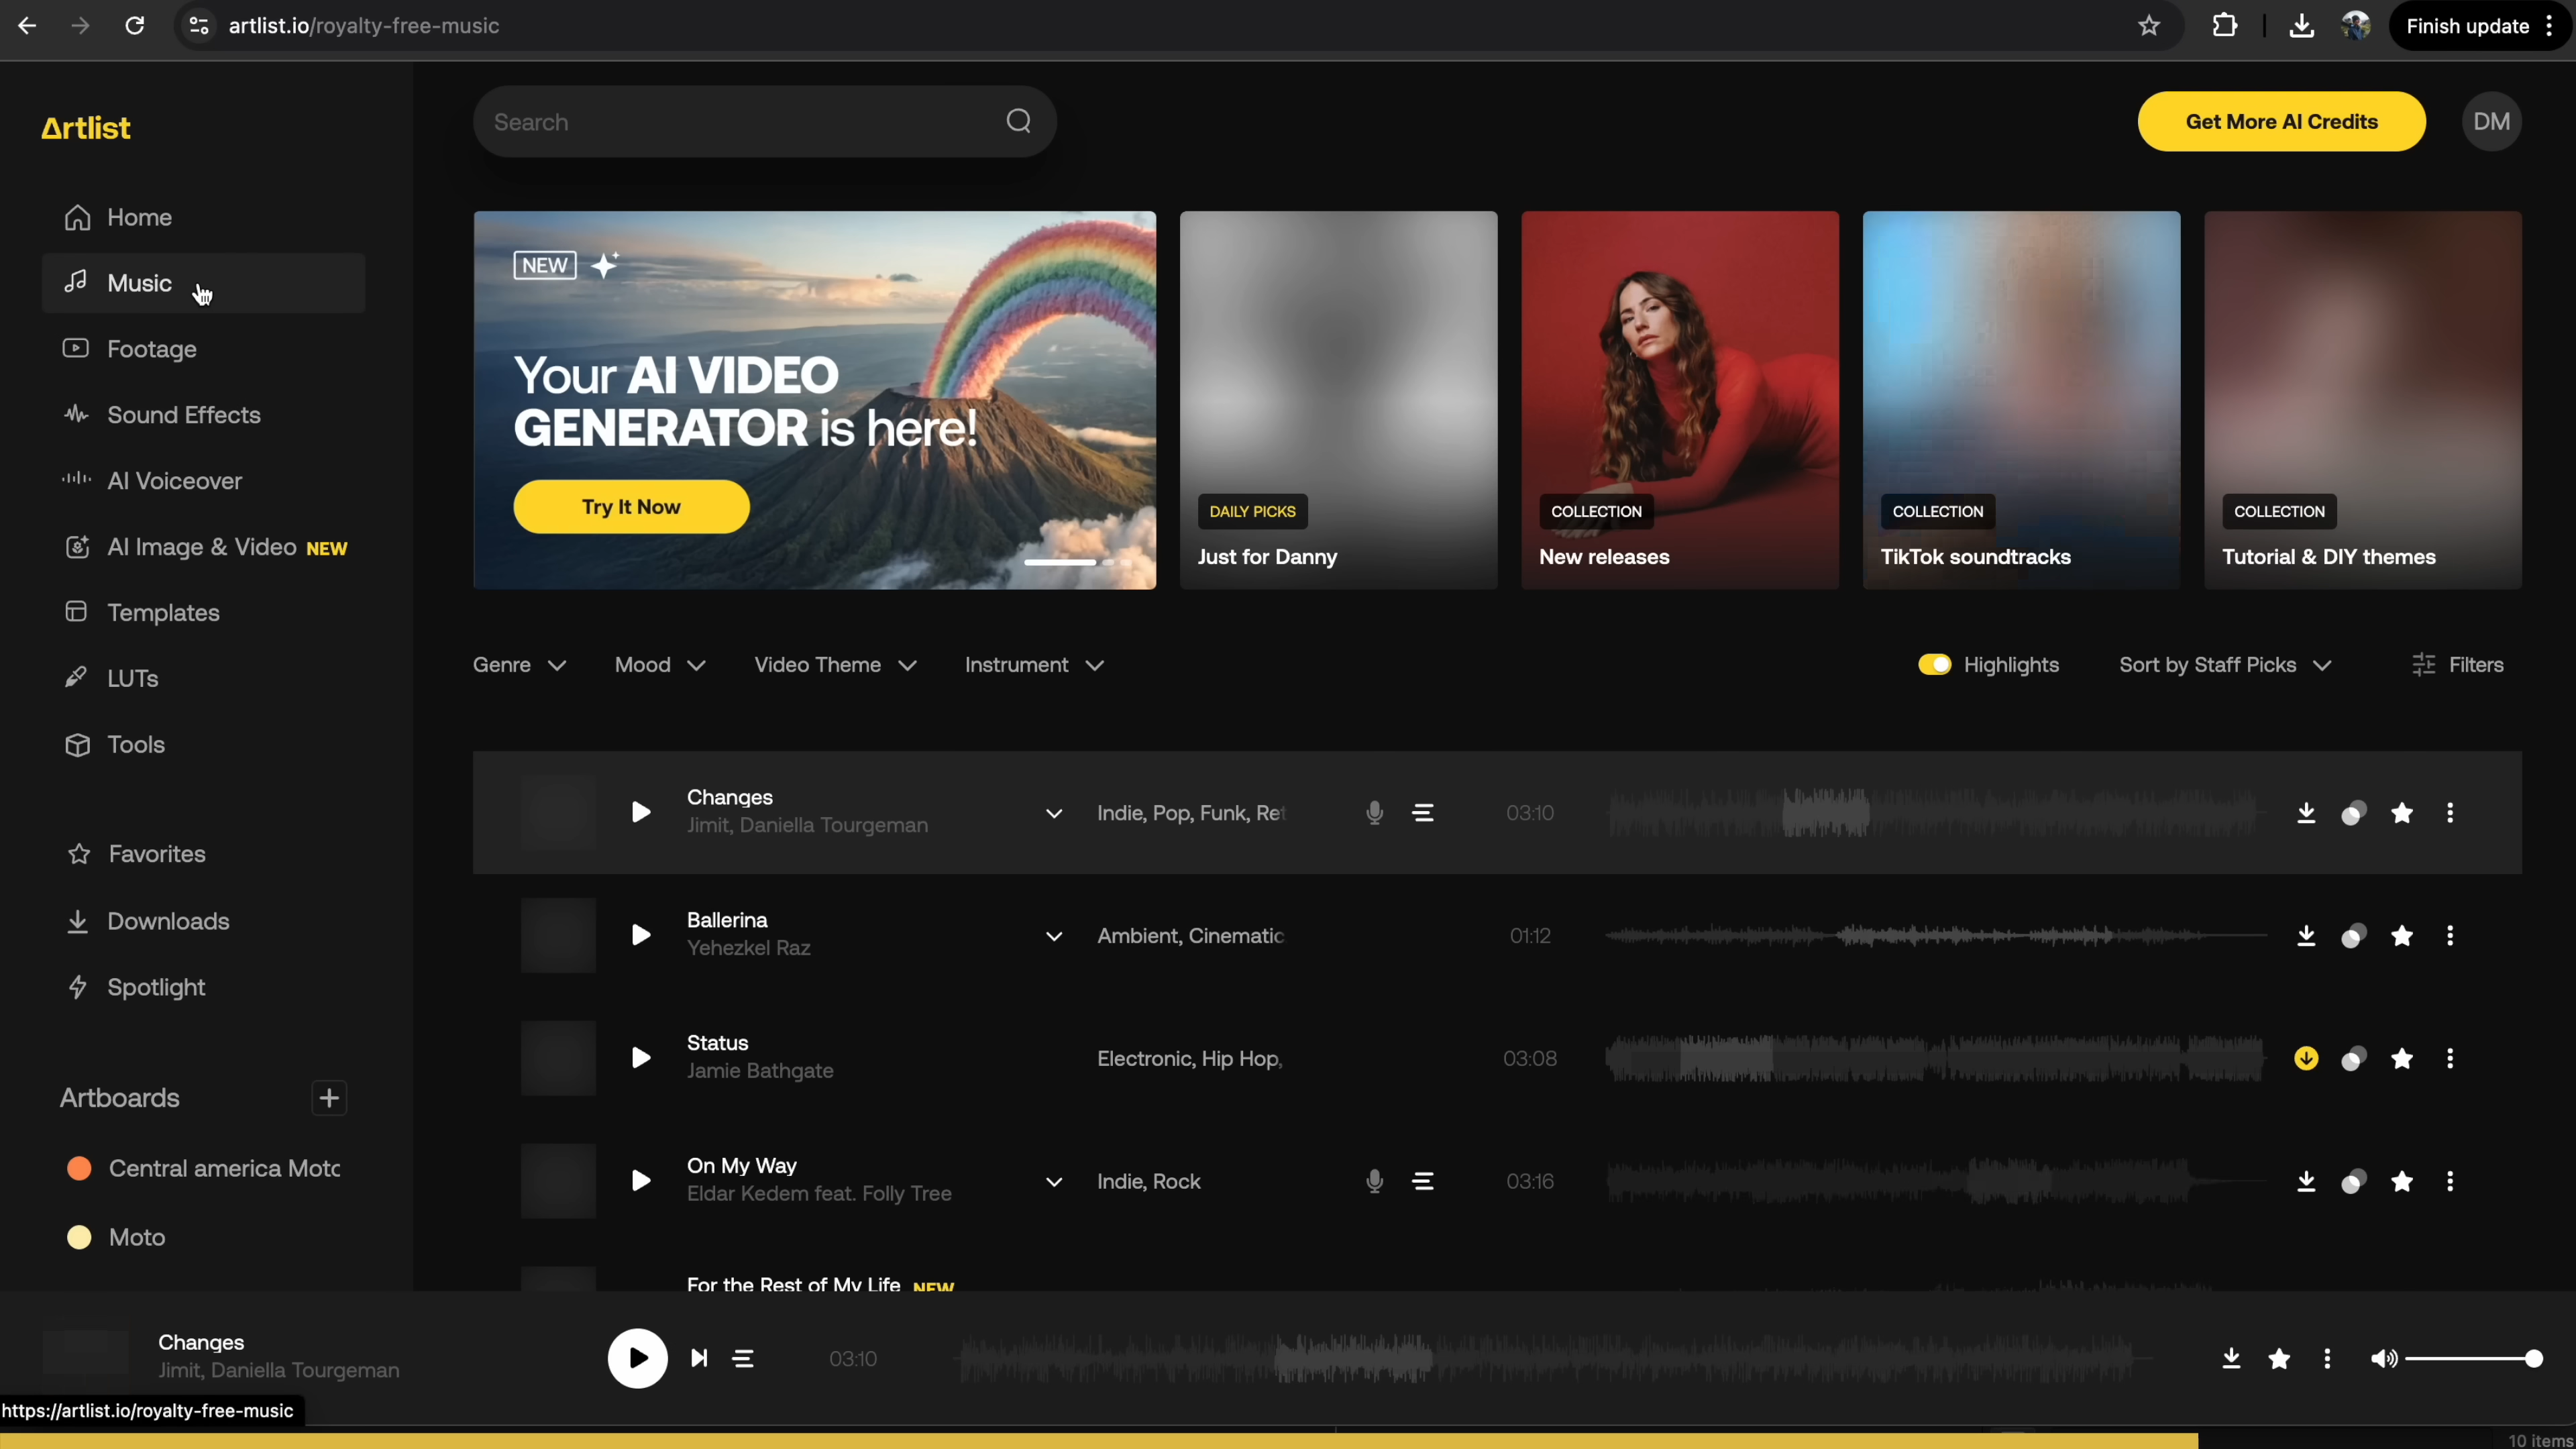 artlist.io/royalty-free-music
Finish update
Artlist
Search
Get More AI Credits
DM
Home
Music
Footage
Sound Effects
AI Voiceover
AI Image & Video NEW
Templates
LUTs
Tools
Favorites
Downloads
Spotlight
Artboards
Central america Moto
Moto
NEW
Your AI VIDEO
GENERATOR is here!
Try It Now
DAILY PICKS
Just for Danny
COLLECTION
New releases
COLLECTION
TikTok soundtracks
COLLECTION
Tutorial & DIY themes
Genre
Mood
Video Theme
Instrument
Highlights
Sort by Staff Picks
Filters
Changes
Jimit, Daniella Tourgeman
Indie, Pop, Funk, Ret
03:10
Ballerina
Yehezkel Raz
Ambient, Cinematic
01:12
Status
Jamie Bathgate
Electronic, Hip Hop,
03:08
On My Way
Eldar Kedem feat. Folly Tree
Indie, Rock
03:16
For the Rest of My Life NEW
Changes
Jimit, Daniella Tourgeman
03:10
https://artlist.io/royalty-free-music
10 items